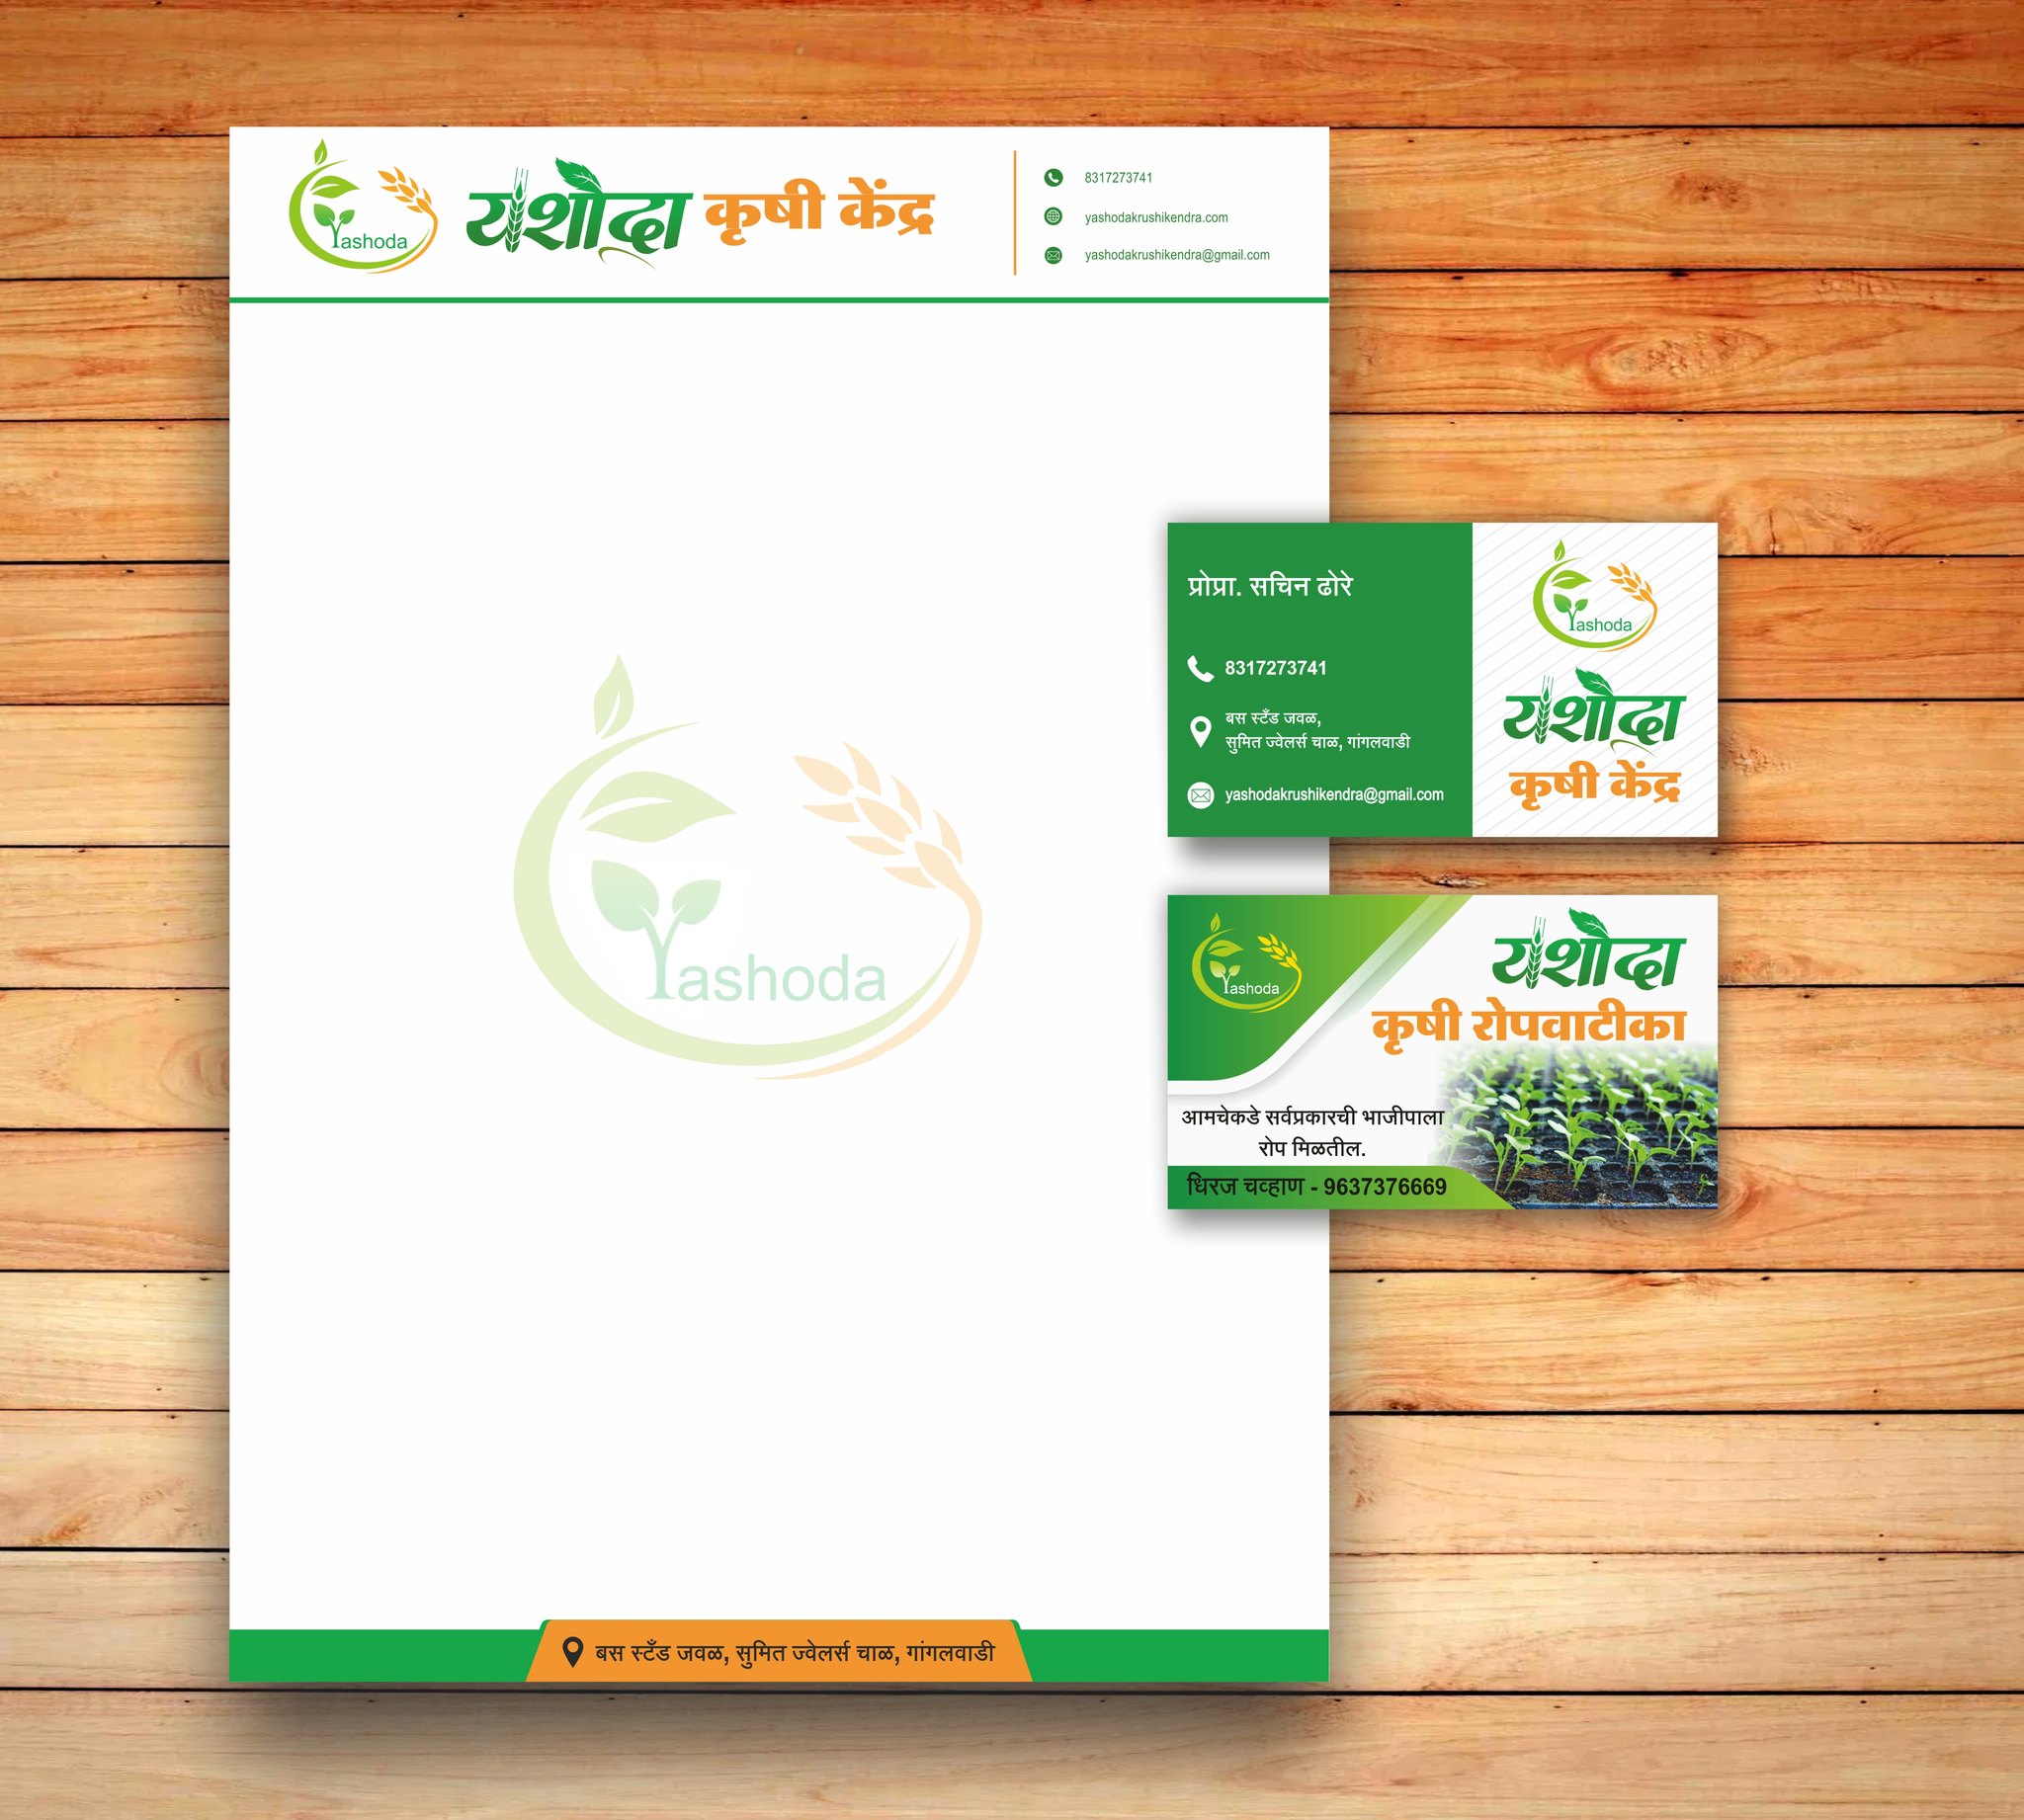 Yashoda
यशोदा कृषी केंद्र
8317273741
yashodakrushikendra.com
yashodakrushikendra@gmail.com
प्रोप्रा. सचिन ढोरे
8317273741
बस स्टँड जवळ,
सुमित ज्वेलर्स चाळ, गांगलवाडी
yashodakrushikendra@gmail.com
Yashoda
यशोदा
कृषी केंद्र
Yashoda
Yashoda
यशोदा
कृषी रोपवाटीका
आमचेकडे सर्वप्रकारची भाजीपाला
रोप मिळतील.
धिरज चव्हाण - 9637376669
बस स्टँड जवळ, सुमित ज्वेलर्स चाळ, गांगलवाडी